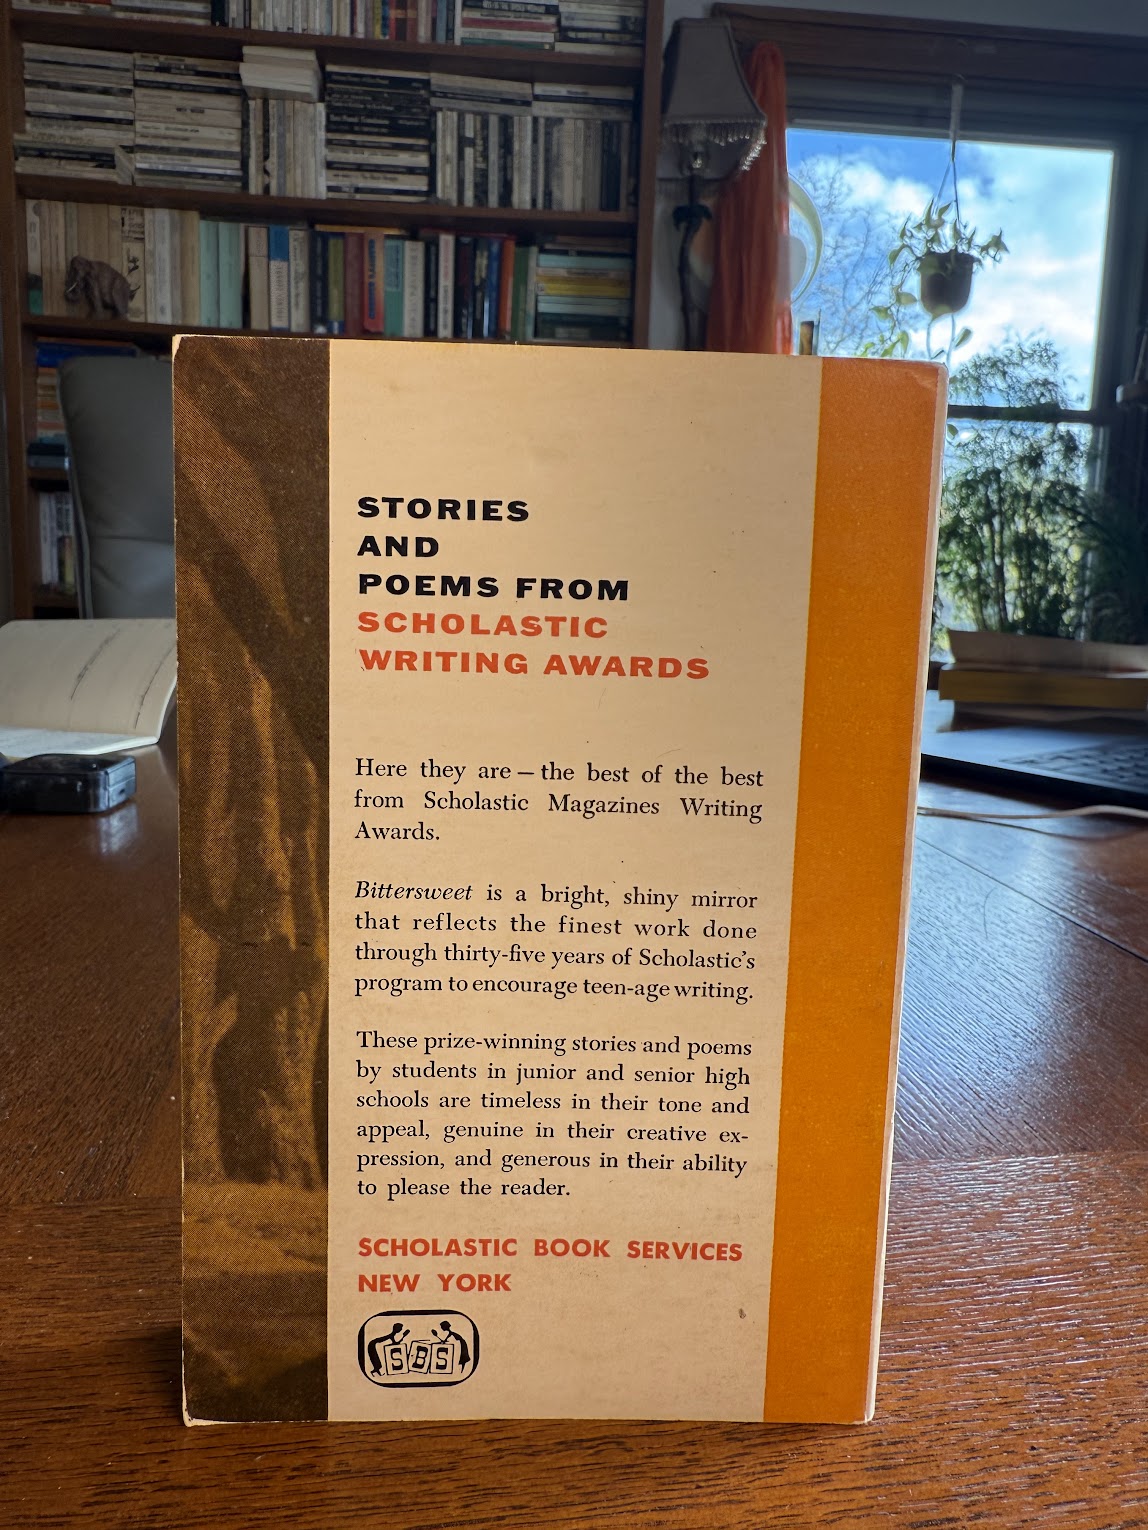 STORIES
AND
POEMS FROM
SCHOLASTIC
WRITING AWARDS
Here they are — the best of the best
from Scholastic Magazines Writing
Awards.
Bittersweet is a bright, shiny mirror
that reflects the finest work done
through thirty-five years of Scholastic's
program to encourage teen-age writing.
These prize-winning stories and poems
by students in junior and senior high
schools are timeless in their tone and
appeal, genuine in their creative ex-
pression, and generous in their ability
to please the reader.
SCHOLASTIC BOOK SERVICES
NEW YORK
SBS